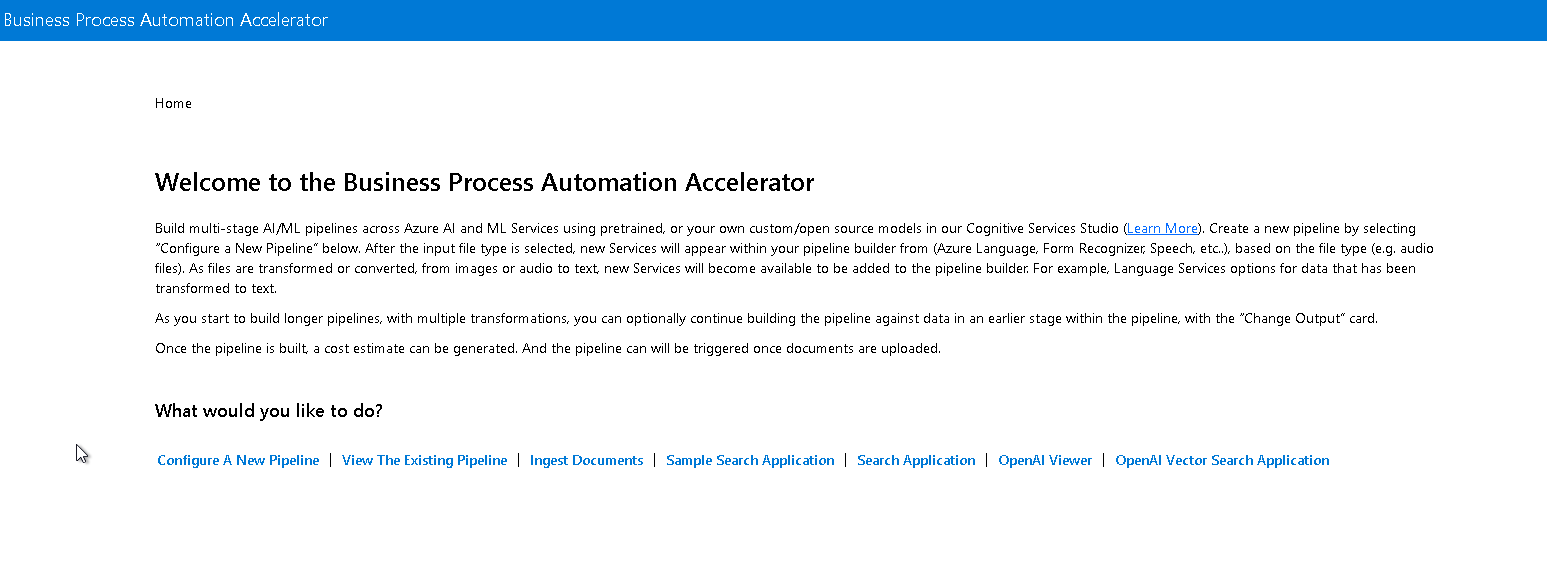 Business Process Automation Accelerator
Home
Welcome to the Business Process Automation Accelerator
Build multi-stage AI/ML pipelines across Azure AI and ML Services using pretrained, or your own custom/open source models in our Cognitive Services Studio (Learn More). Create a new pipeline by selecting
"Configure a New Pipeline" below. After the input file type is selected, new Services will appear within your pipeline builder from (Azure Language, Form Recognizer, Speech, etc..), based on the file type (e.g. audio
files). As files are transformed or converted, from images or audio to text, new Services will become available to be added to the pipeline builder. For example, Language Services options for data that has been
transformed to text.
As you start to build longer pipelines, with multiple transformations, you can optionally continue building the pipeline against data in an earlier stage within the pipeline, with the "Change Output" card.
Once the pipeline is built, a cost estimate can be generated. And the pipeline can will be triggered once documents are uploaded.
What would you like to do?
Configure A New Pipeline | View The Existing Pipeline | Ingest Documents | Sample Search Application | Search Application | OpenAI Viewer | OpenAI Vector Search Application